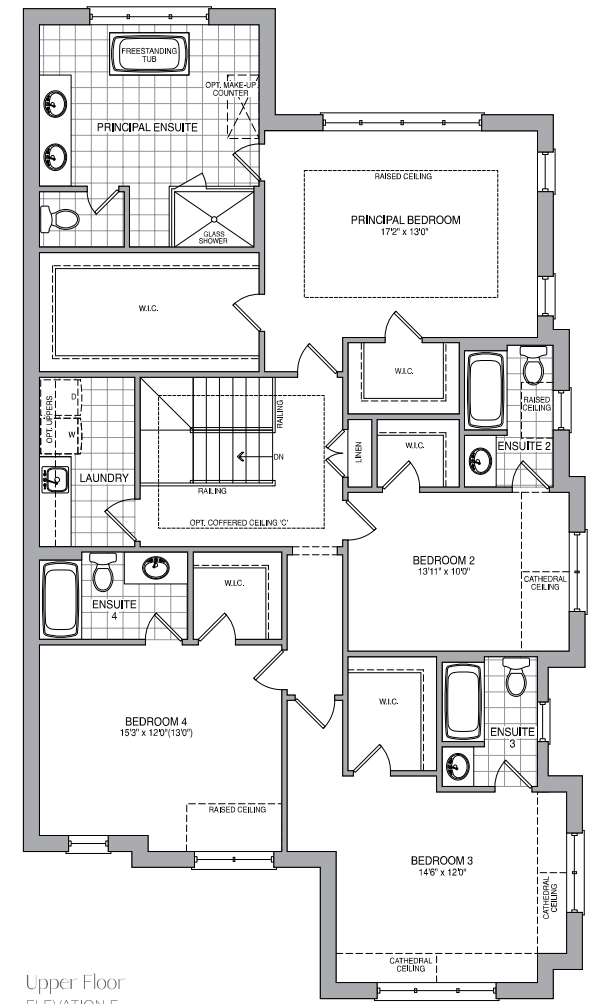 FREESTANDING
TUB
OPT. MAKE-UP
COUNTER
PRINCIPAL ENSUITE
GLASS
SHOWER
RAISED CEILING
PRINCIPAL BEDROOM
17'2" x 13'0"
W.I.C.
W.I.C.
RAISED
CEILING
OPT. UPPERS
D
W
LAUNDRY
RAILING
DN
RAILING
LINEN
W.I.C.
ENSUITE 2
OPT. COFFERED CEILING 'C'
BEDROOM 2
13'11" x 10'0"
CATHEDRAL
CEILING
ENSUITE
4
W.I.C.
W.I.C.
ENSUITE
3
BEDROOM 4
15'3" x 12'0"(13'0")
RAISED CEILING
BEDROOM 3
14'6" x 12'0"
CATHEDRAL
CEILING
CATHEDRAL
CEILING
Upper Floor
ELEVATION F